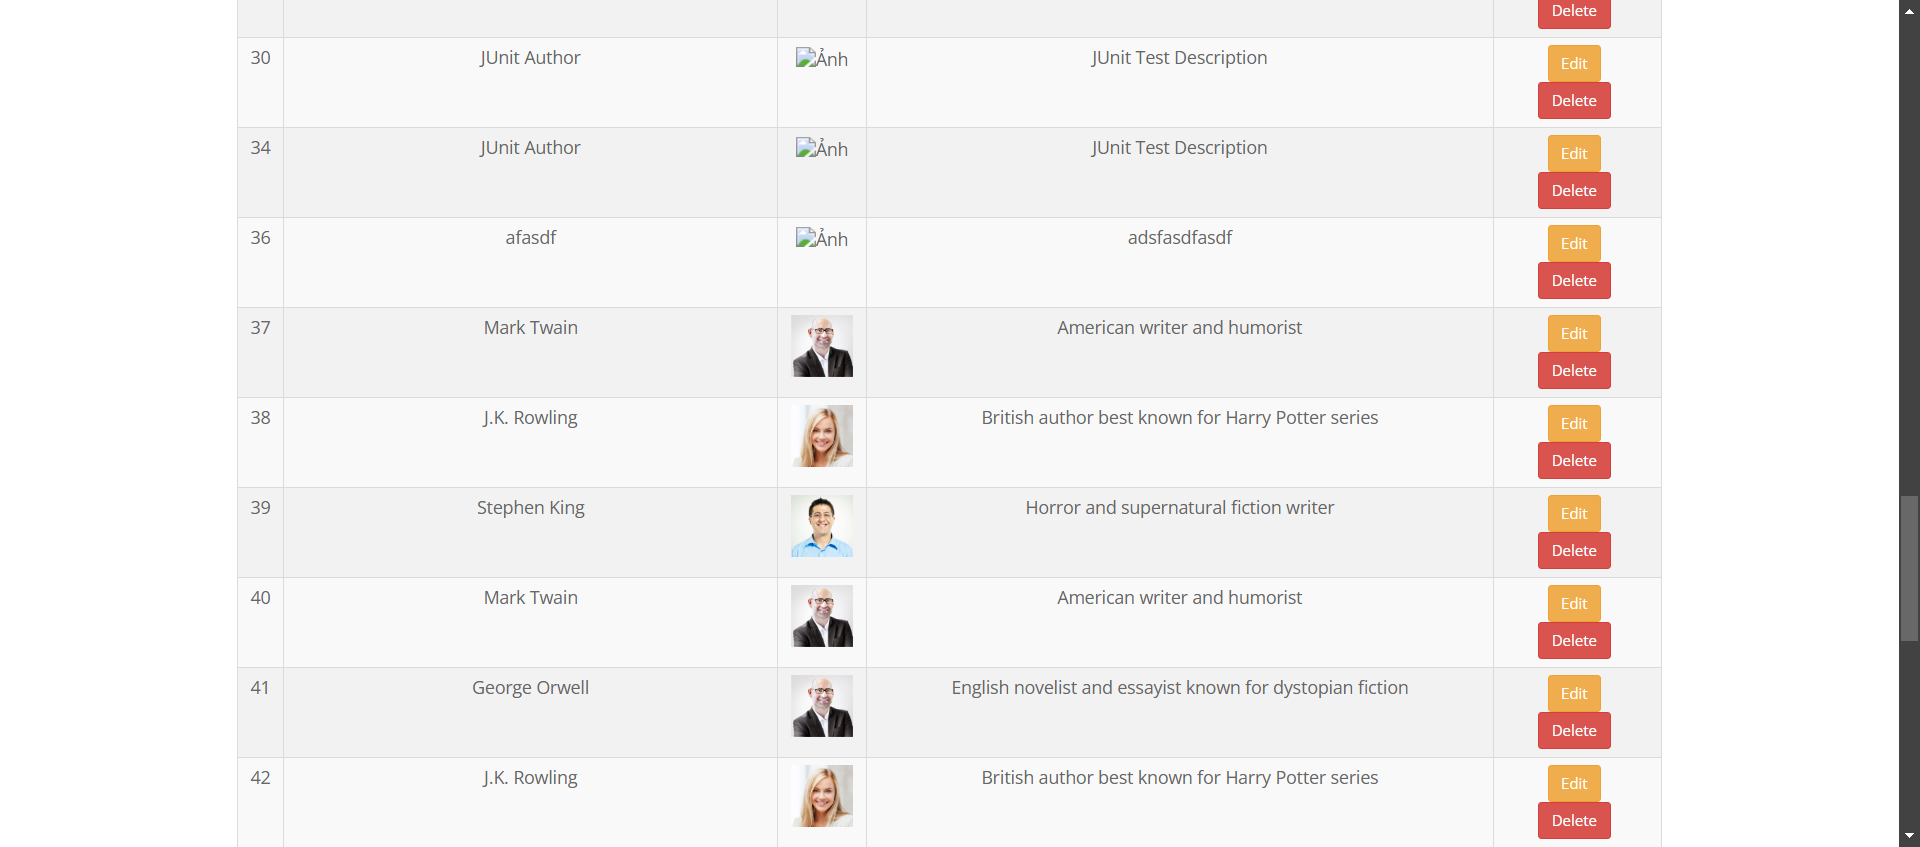 Delete
30 JUnit Author Ảnh JUnit Test Description Edit
Delete
34 JUnit Author Ảnh JUnit Test Description Edit
Delete
36 afasdf Ảnh adsfasdfasdf Edit
Delete
37 Mark Twain American writer and humorist Edit
Delete
38 J.K. Rowling British author best known for Harry Potter series Edit
Delete
39 Stephen King Horror and supernatural fiction writer Edit
Delete
40 Mark Twain American writer and humorist Edit
Delete
41 George Orwell English novelist and essayist known for dystopian fiction Edit
Delete
42 J.K. Rowling British author best known for Harry Potter series Edit
Delete